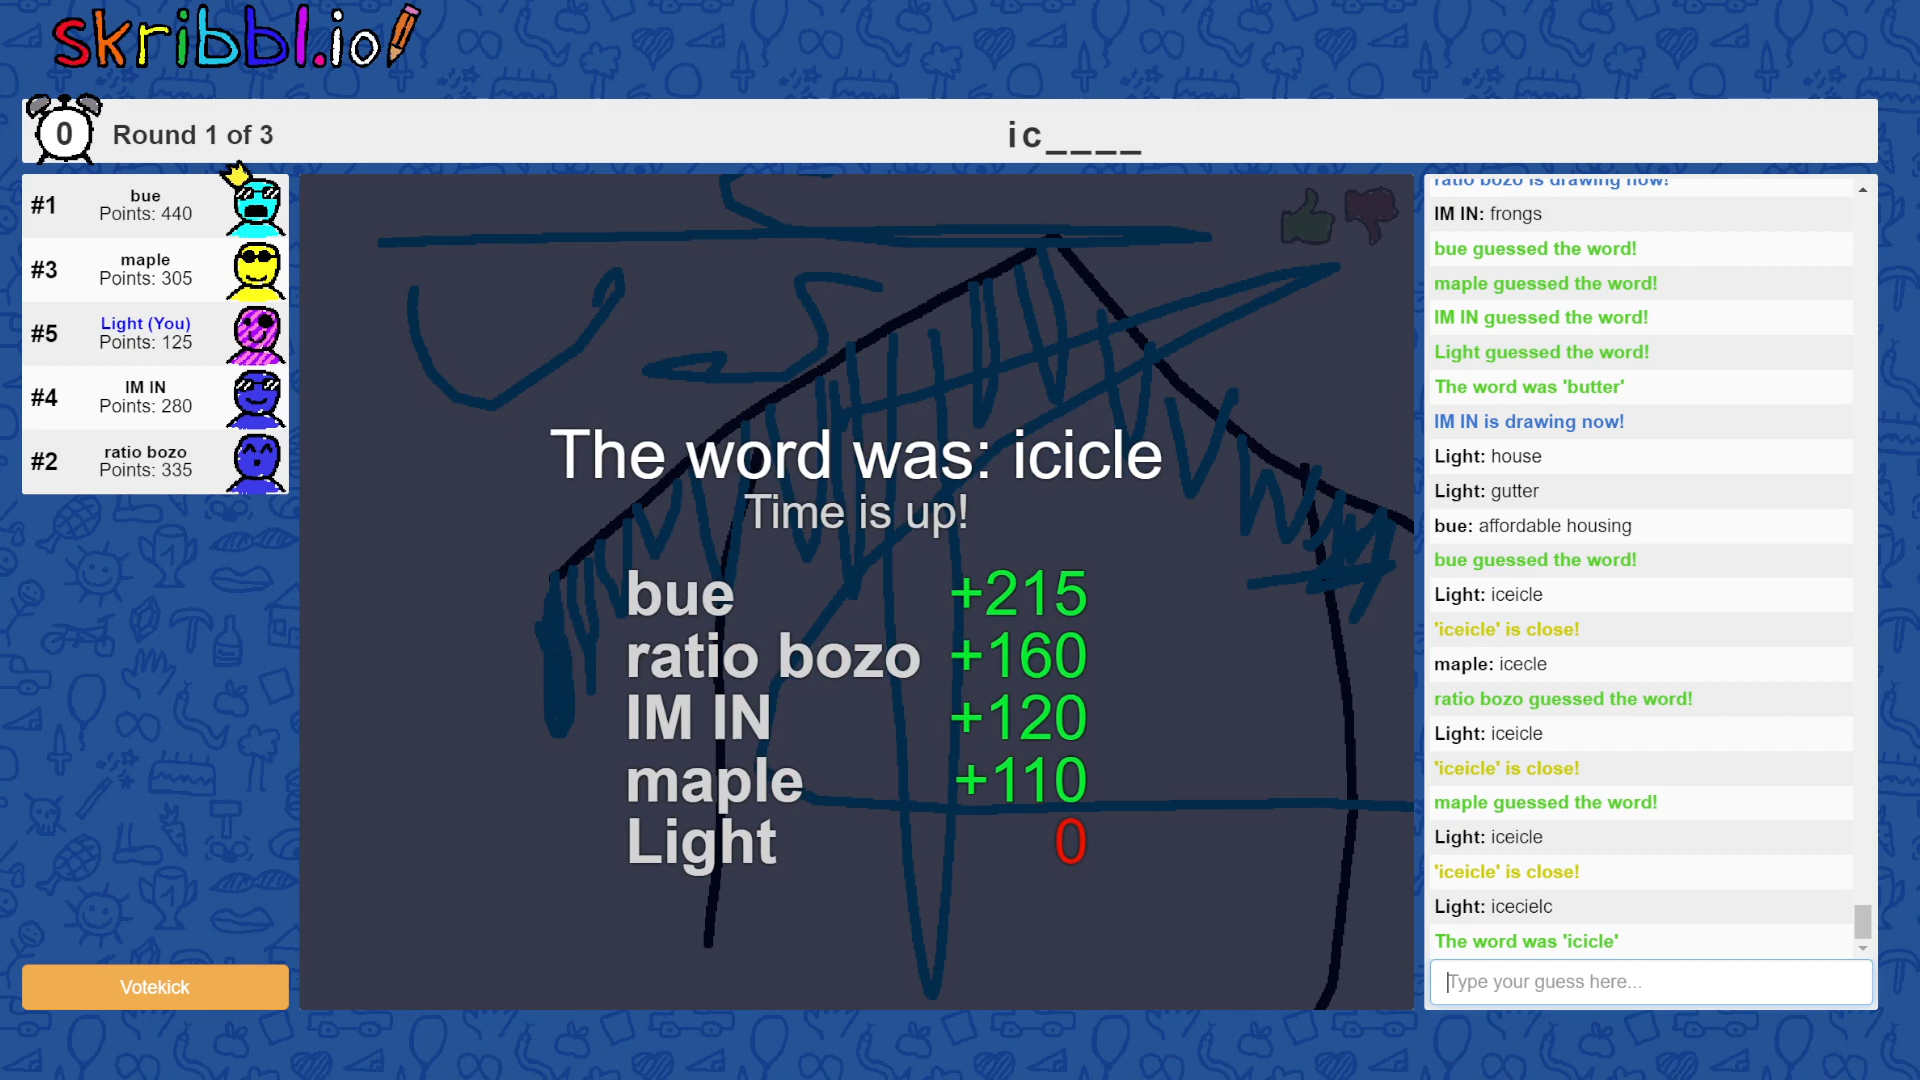 skribbl.io
0
Round 1 of 3
ic____
#1
bue
Points: 440
#3
maple
Points: 305
#5
Light (You)
Points: 125
#4
IM IN
Points: 280
#2
ratio bozo
Points: 335
Votekick
The word was: icicle
Time is up!
bue +215
ratio bozo +160
IM IN +120
maple +110
Light 0
ratio bozo is drawing now!
IM IN: frongs
bue guessed the word!
maple guessed the word!
IM IN guessed the word!
Light guessed the word!
The word was 'butter'
IM IN is drawing now!
Light: house
Light: gutter
bue: affordable housing
bue guessed the word!
Light: iceicle
'iceicle' is close!
maple: icecle
ratio bozo guessed the word!
Light: iceicle
'iceicle' is close!
maple guessed the word!
Light: iceicle
'iceicle' is close!
Light: icecielc
The word was 'icicle'
Type your guess here...